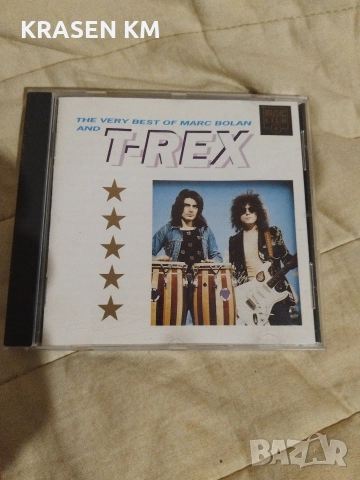 KRASEN KM
THE VERY BEST OF MARC BOLAN
AND
T-REX
BAZAR